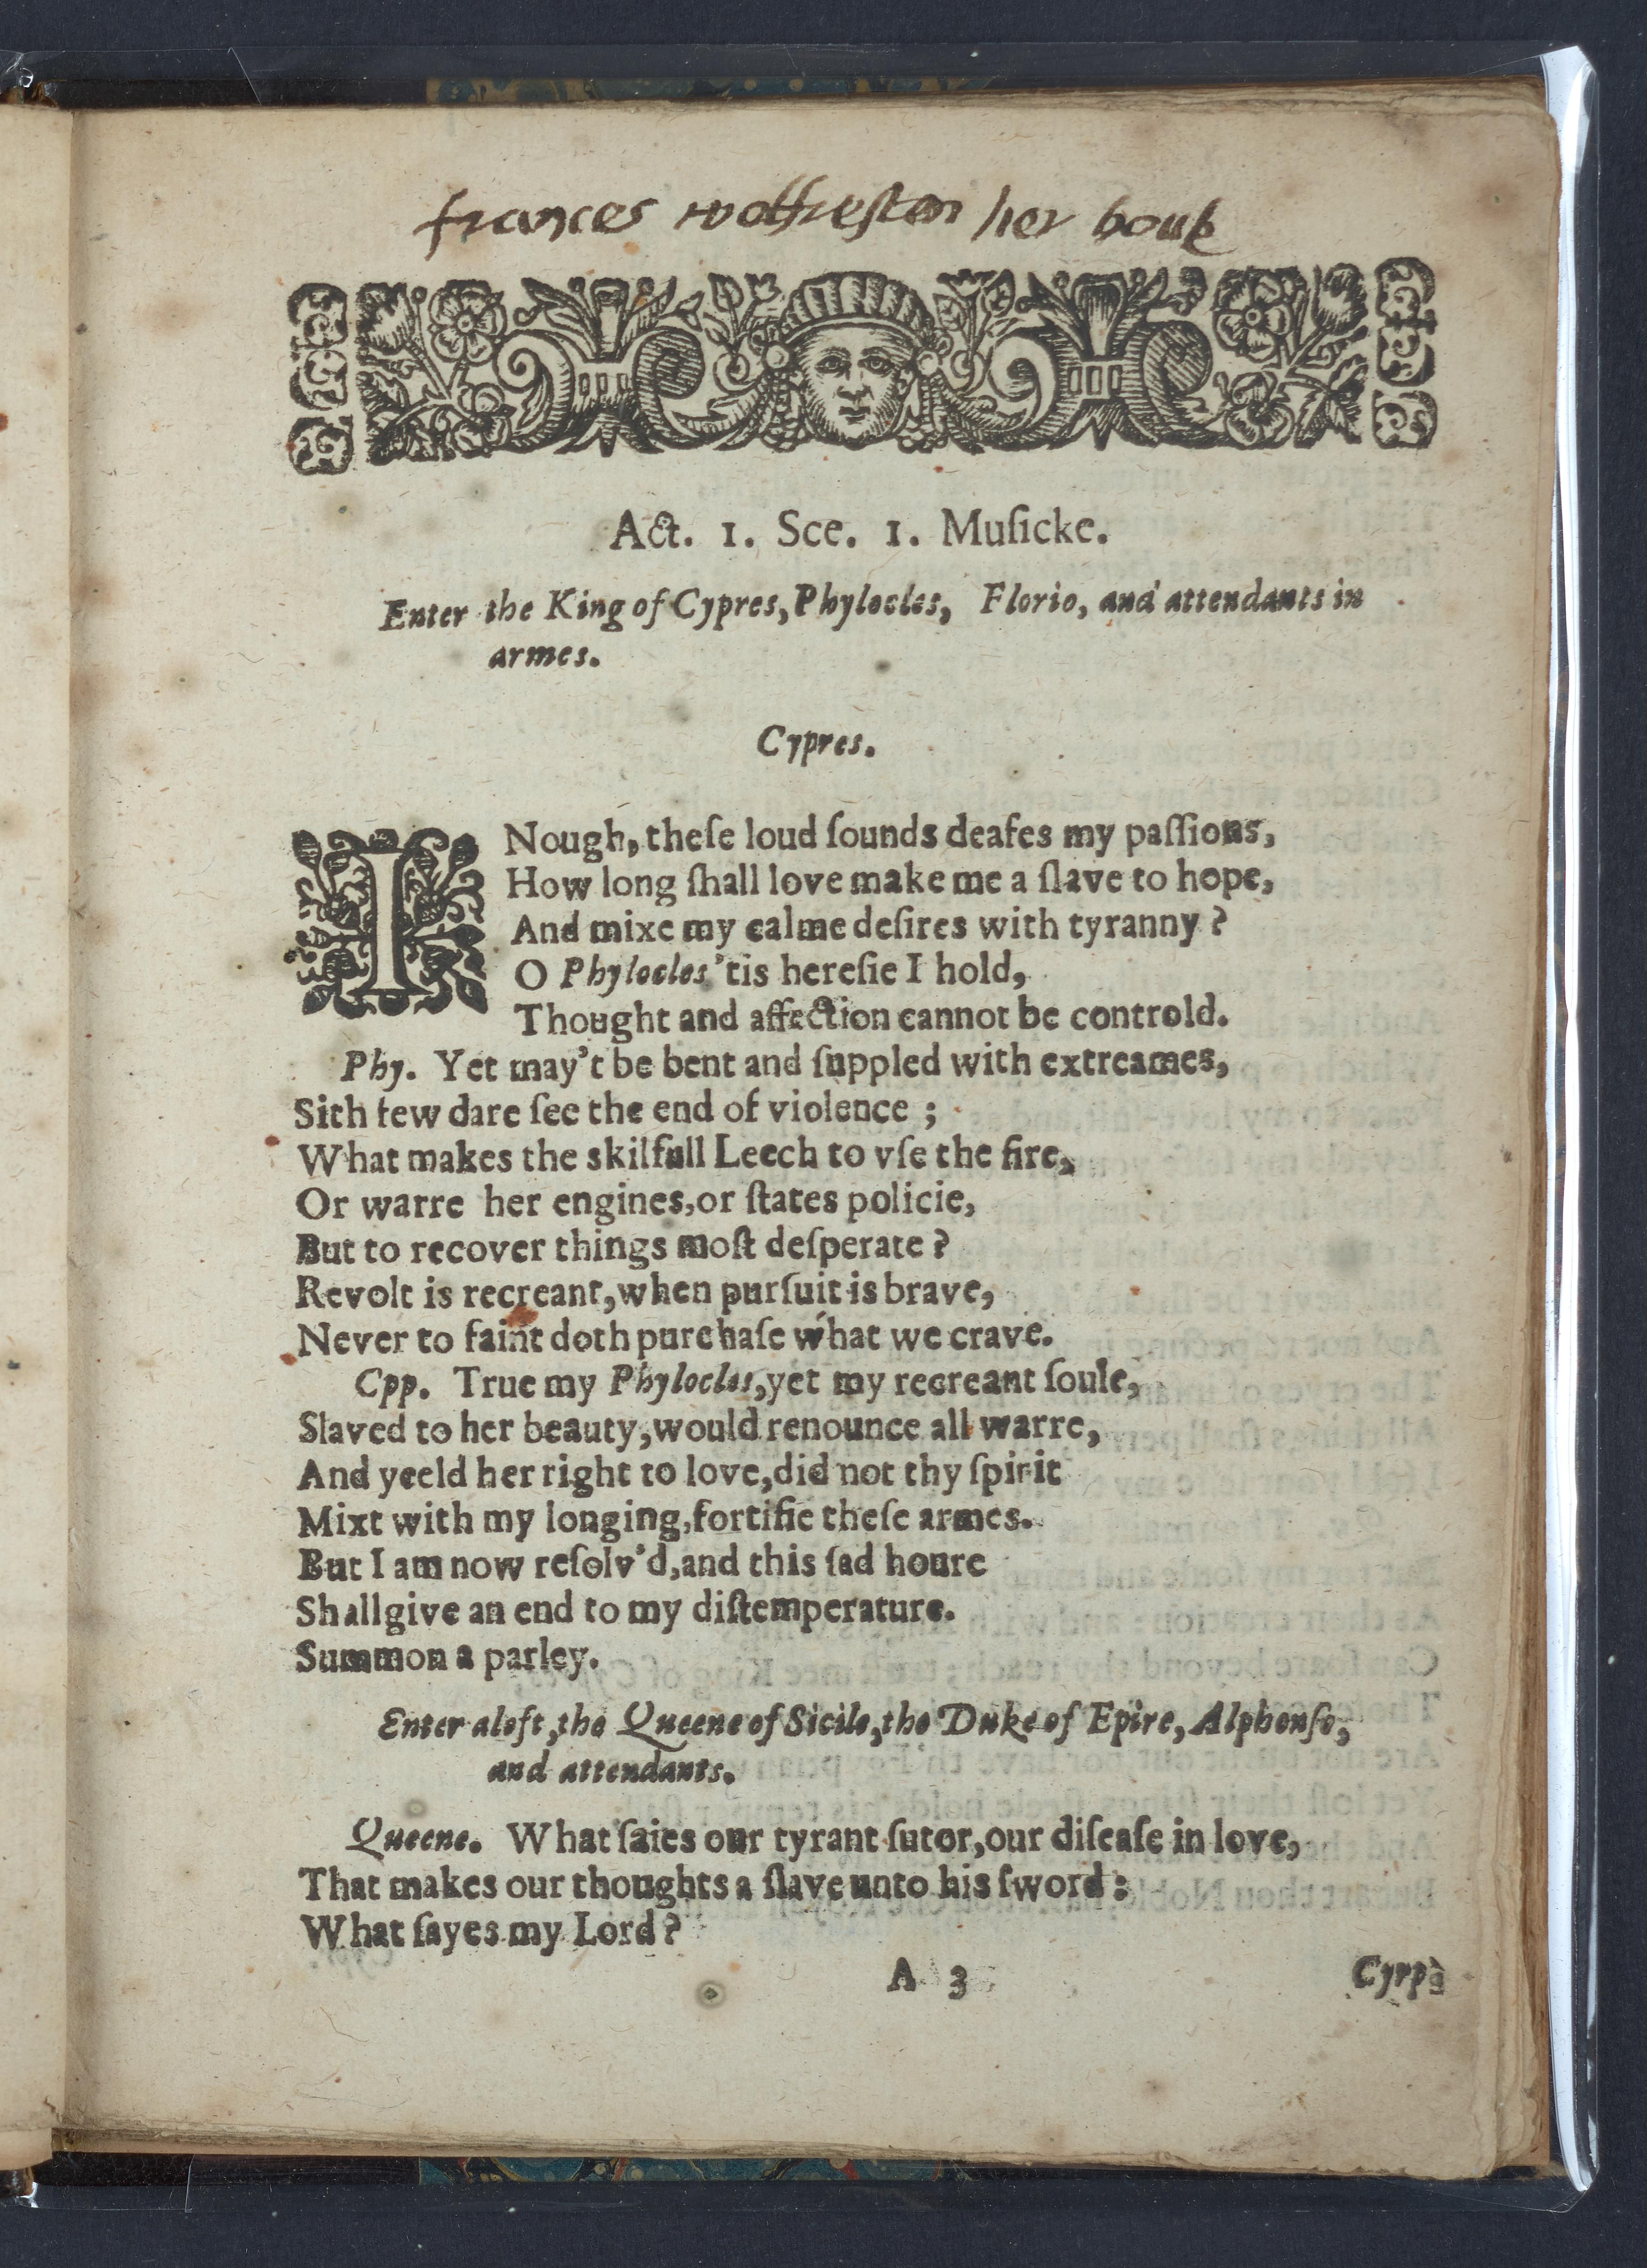 frances wolfreston her bouk
Act. 1. Sce. 1. Muſicke.
Enter the King of Cypres, Phylocles, Florio, and attendants in
armes.
Cypres.
INough, theſe loud ſounds deafes my paſſions,
How long ſhall love make me a ſlave to hope,
And mixe my calme deſires with tyranny?
O Phylocles 'tis hereſie I hold,
Thought and affection cannot be controld.
Phy. Yet may't be bent and ſuppled with extreames,
Sith few dare ſee the end of violence;
What makes the skilfull Leech to vſe the fire,
Or warre her engines, or ſtates policie,
But to recover things moſt deſperate?
Revolt is recreant, when purſuit is brave,
Never to faint doth purchaſe what we crave.
Cpp. True my Phylocles, yet my recreant ſoule,
Slaved to her beauty, would renounce all warre,
And yeeld her right to love, did not thy ſpirit
Mixt with my longing, fortifie theſe armes.
But I am now reſolv'd, and this ſad houre
Shall give an end to my diſtemperature.
Summon a parley.
Enter aloft, the Queene of Sicile, the Duke of Epire, Alphonſo,
and attendants.
Queene. What ſaies our tyrant ſutor, our diſeaſe in love,
That makes our thoughts a ſlave unto his ſword:
What ſayes my Lord?
A 3 Cyrp.